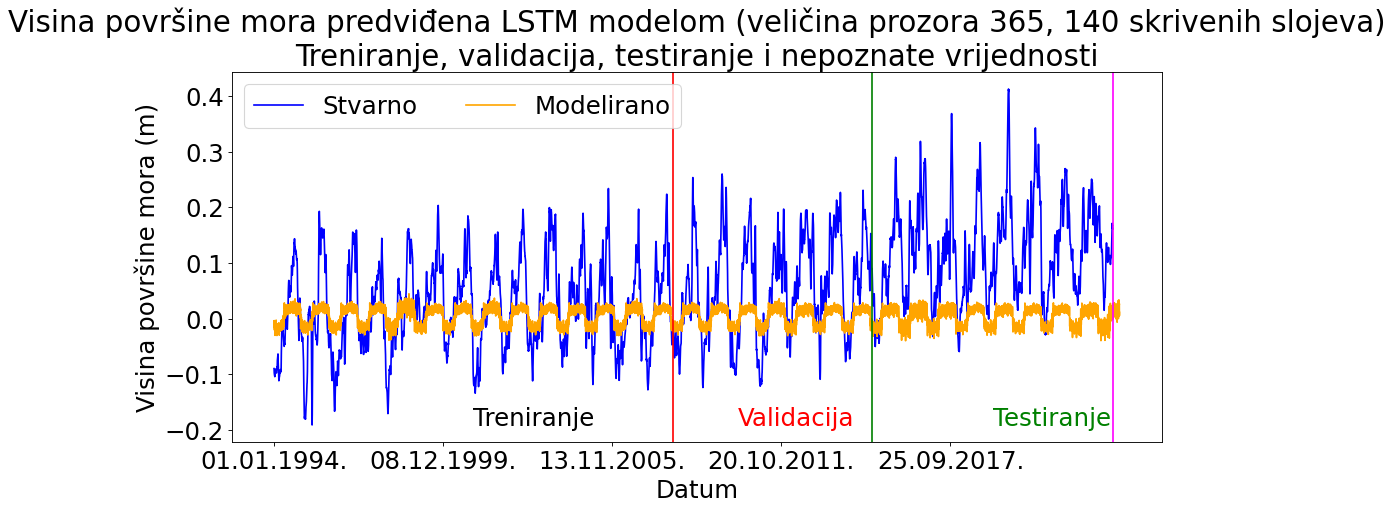 Visina površine mora predviđena LSTM modelom (veličina prozora 365, 140 skrivenih slojeva)
Treniranje, validacija, testiranje i nepoznate vrijednosti
Stvarno
Modelirano
Visina površine mora (m)
0.4
0.3
0.2
0.1
0.0
−0.1
−0.2
Treniranje
Validacija
Testiranje
01.01.1994.
08.12.1999.
13.11.2005.
20.10.2011.
25.09.2017.
Datum